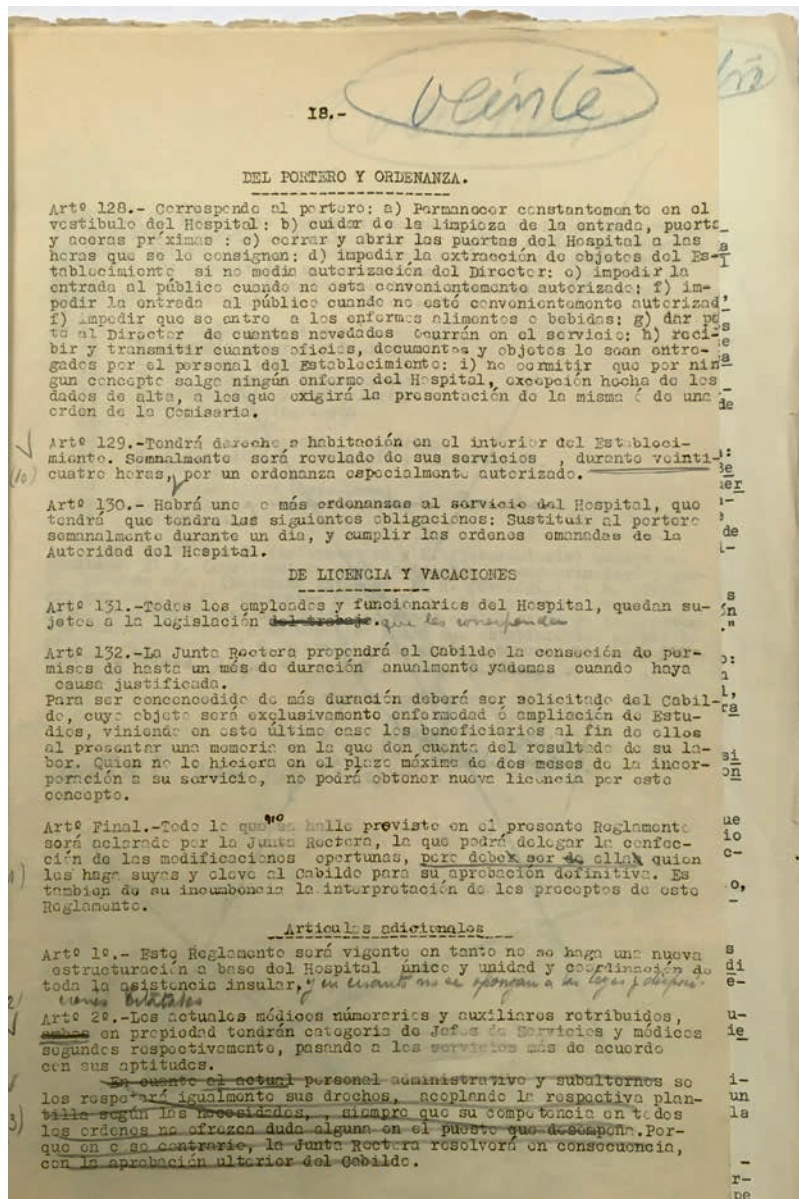 veinte
18.-
DEL PORTERO Y ORDENANZA.
Artº 128.- Corresponde al portero: a) Permanecer constantemente en el
vestibulo del Hospital: b) cuidar de la limpieza de la entrada, puerta
y aceras próximas : c) cerrar y abrir las puertas del Hospital a las
horas que se le consignen: d) impedir la extracción de objetos del Es-
tablecimiento si no media autorización del Director: e) impedir la
entrada al público cuando no esta convenientemente autorizado: f) im-
pedir la entrada al público cuando no esté convenientemente autorizad
f) impedir que se entre a los enfermos alimentos o bebidas: g) dar pa
te al Director de cuantas novedades ocurrán en el servicio: h) reci-
bir y transmitir cuantos oficios, documentos y objetos le sean entre-
gados por el personal del Establecimiento: i) no permitir que por nin
gun concepto salga ningún enfermo del Hospital, excepción hecha de los
dados de alta, a los que exigirá la presentación de la misma ó de una
orden de la Comisaria.
Artº 129.-Tendrá derecho a habitación en el interior del Estableci-
miento. Semnalmente será revelado de sus servicios , durante veinti-
(10) cuatro horas, por un ordenanza especialmente autorizado.
Artº 130.- Habrá uno o más ordenanzas al servicio del Hospital, que
tendrá que tendra las siguientes obligaciones: Sustituir al portero
semanalmente durante un dia, y cumplir las ordenes emanadas de la
Autoridad del Hospital.
DE LICENCIA Y VACACIONES
Artº 131.-Todos los empleados y funcionarios del Hospital, quedan su-
jetos a la legislación del trabajo. que les corresponda
Artº 132.-La Junta Rectora propondrá al Cabildo la consoción de per-
misos de hasta un més de duración anualmente yademas cuando haya
causa justificada.
Para ser concencedido de más duración deberá ser solicitado del Cabil-
do, cuyo objeto será exclusivamente enfermedad ó ampliación de Estu-
dios, viniendo en este último caso los beneficiarios al fin de ellos
al presentar una memoria en la que den cuenta del resultado de su la-
bor. Quien no lo hiciera en el plazo máximo de dos meses de la incor-
poración a su servicio, no podrá obtener nueva licencia por este
concepto.
Artº Final.-Todo lo que no se halle previsto en el presente Reglamento
será aclarado por la Junta Rectora, la que podrá delegar la confec-
ción de las modificaciones oportunas, pero debe ser de ella quien
las haga suyas y eleve al Cabildo para su aprobación definitiva. Es
tambien de su incumbencia la interpretación de los preceptos de este
Reglamento.
Articulos adicionales
Artº 1º.- Este Reglamento será vigente en tanto no se haga una nueva
estructuración a base del Hospital único y unidad y coordinación de
toda la asistencia insular, y en cuanto no se opongan a las leyes y disposi-
ciones estatales
Artº 2º.-Los actuales médicos númerarios y auxiliares retribuidos,
ambos en propiedad tendrán categoria de Jefes de Servicios y médicos
segundos respectivamente, pasando a los servicios más de acuerdo
con sus aptitudes.
En cuanto al actual personal administrativo y subalternos se
les respetará igualmente sus drechos, acoplando la respectiva plan-
tilla según las necesidades, , siempre que su competencia en todos
los ordenes no ofrezca duda alguna en el puesto que desempeña.Por-
que en c so contrario, la Junta Rectora resolverá en consecuencia,
con la aprobación ulterior del Cabildo.